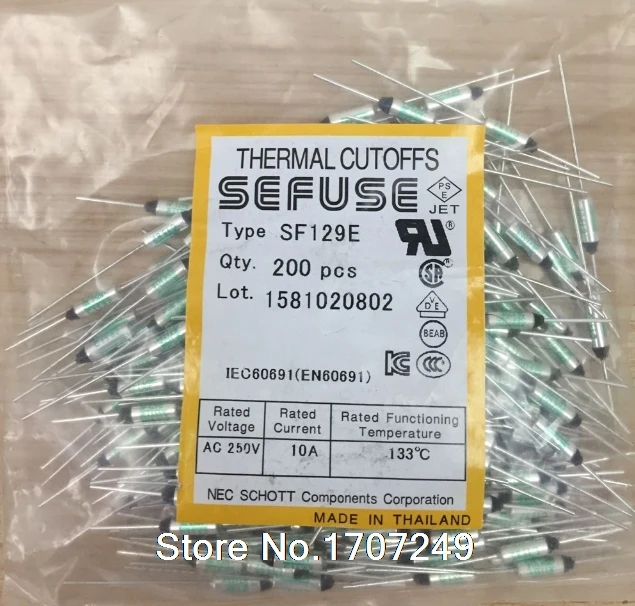 THERMAL CUTOFFS
SEFUSE
PS
E
JET
Type SF129E
Qty. 200 pcs
Lot. 1581020802
VDE
BEAB
IEC60691(EN60691)
Rated Voltage Rated Current Rated Functioning Temperature
AC 250V 10A 133℃
NEC SCHOTT Components Corporation
MADE IN THAILAND
Store No.1707249